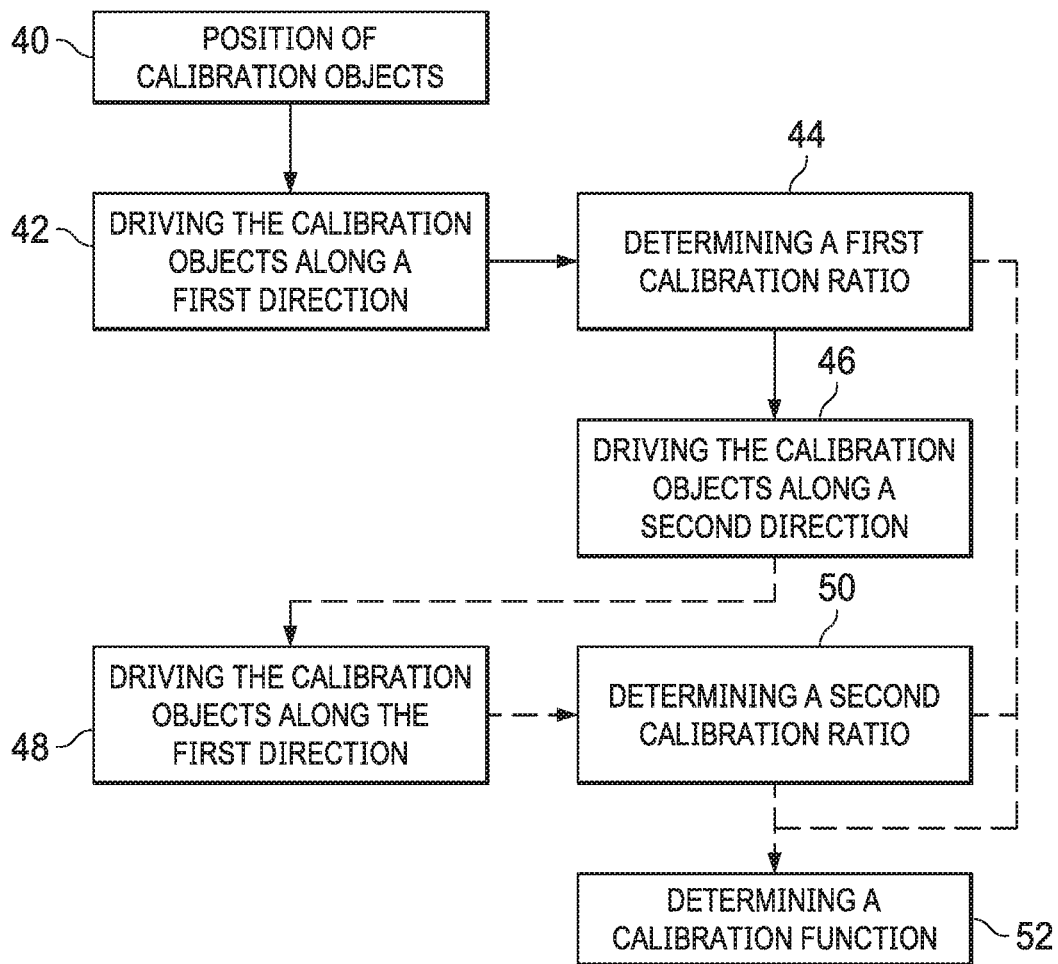 40
POSITION OF
CALIBRATION OBJECTS
42
DRIVING THE CALIBRATION
OBJECTS ALONG A
FIRST DIRECTION
44
DETERMINING A FIRST
CALIBRATION RATIO
46
DRIVING THE CALIBRATION
OBJECTS ALONG A
SECOND DIRECTION
48
DRIVING THE CALIBRATION
OBJECTS ALONG THE
FIRST DIRECTION
50
DETERMINING A SECOND
CALIBRATION RATIO
DETERMINING A
CALIBRATION FUNCTION
52